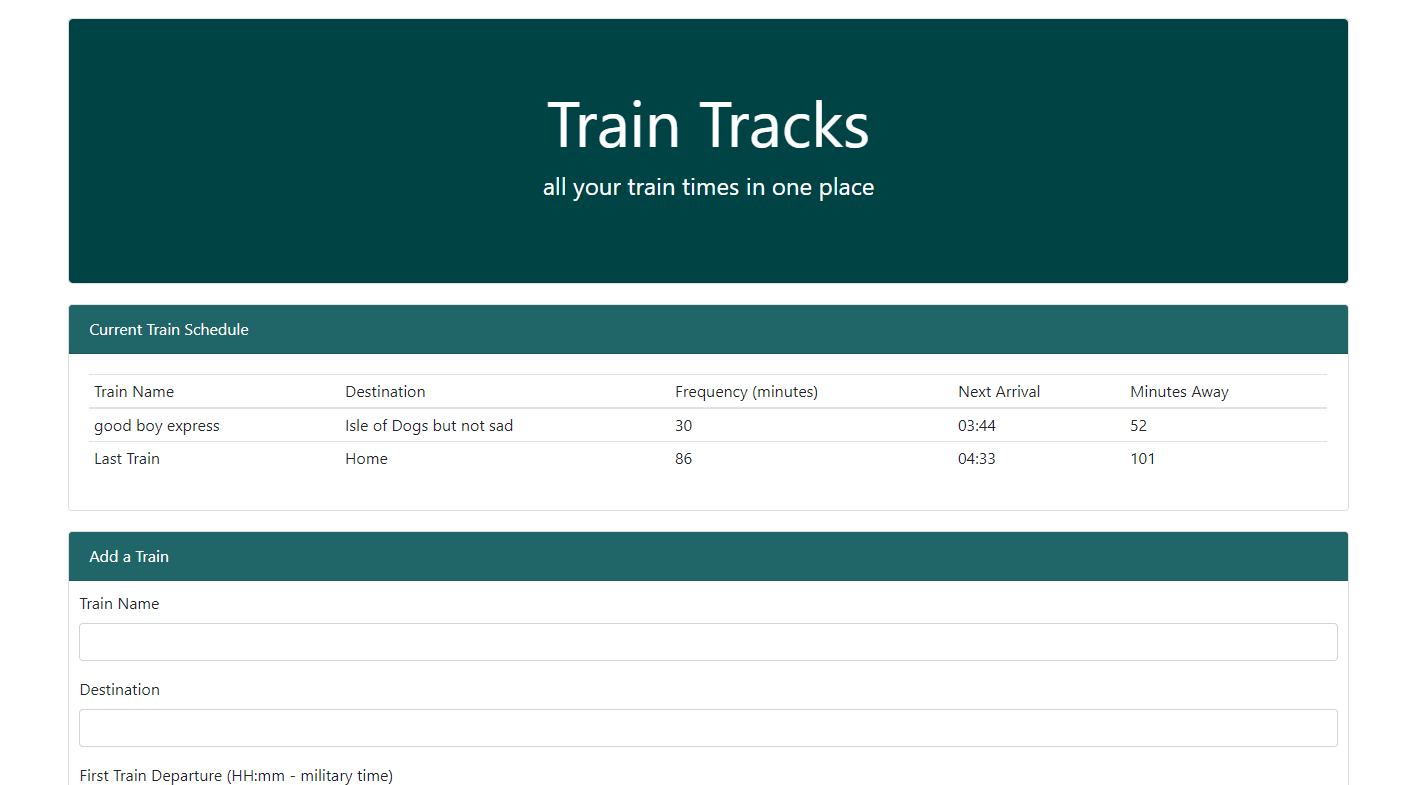 Train Tracks
all your train times in one place
Current Train Schedule
Train Name Destination Frequency (minutes) Next Arrival Minutes Away
good boy express Isle of Dogs but not sad 30 03:44 52
Last Train Home 86 04:33 101
Add a Train
Train Name
Destination
First Train Departure (HH:mm - military time)